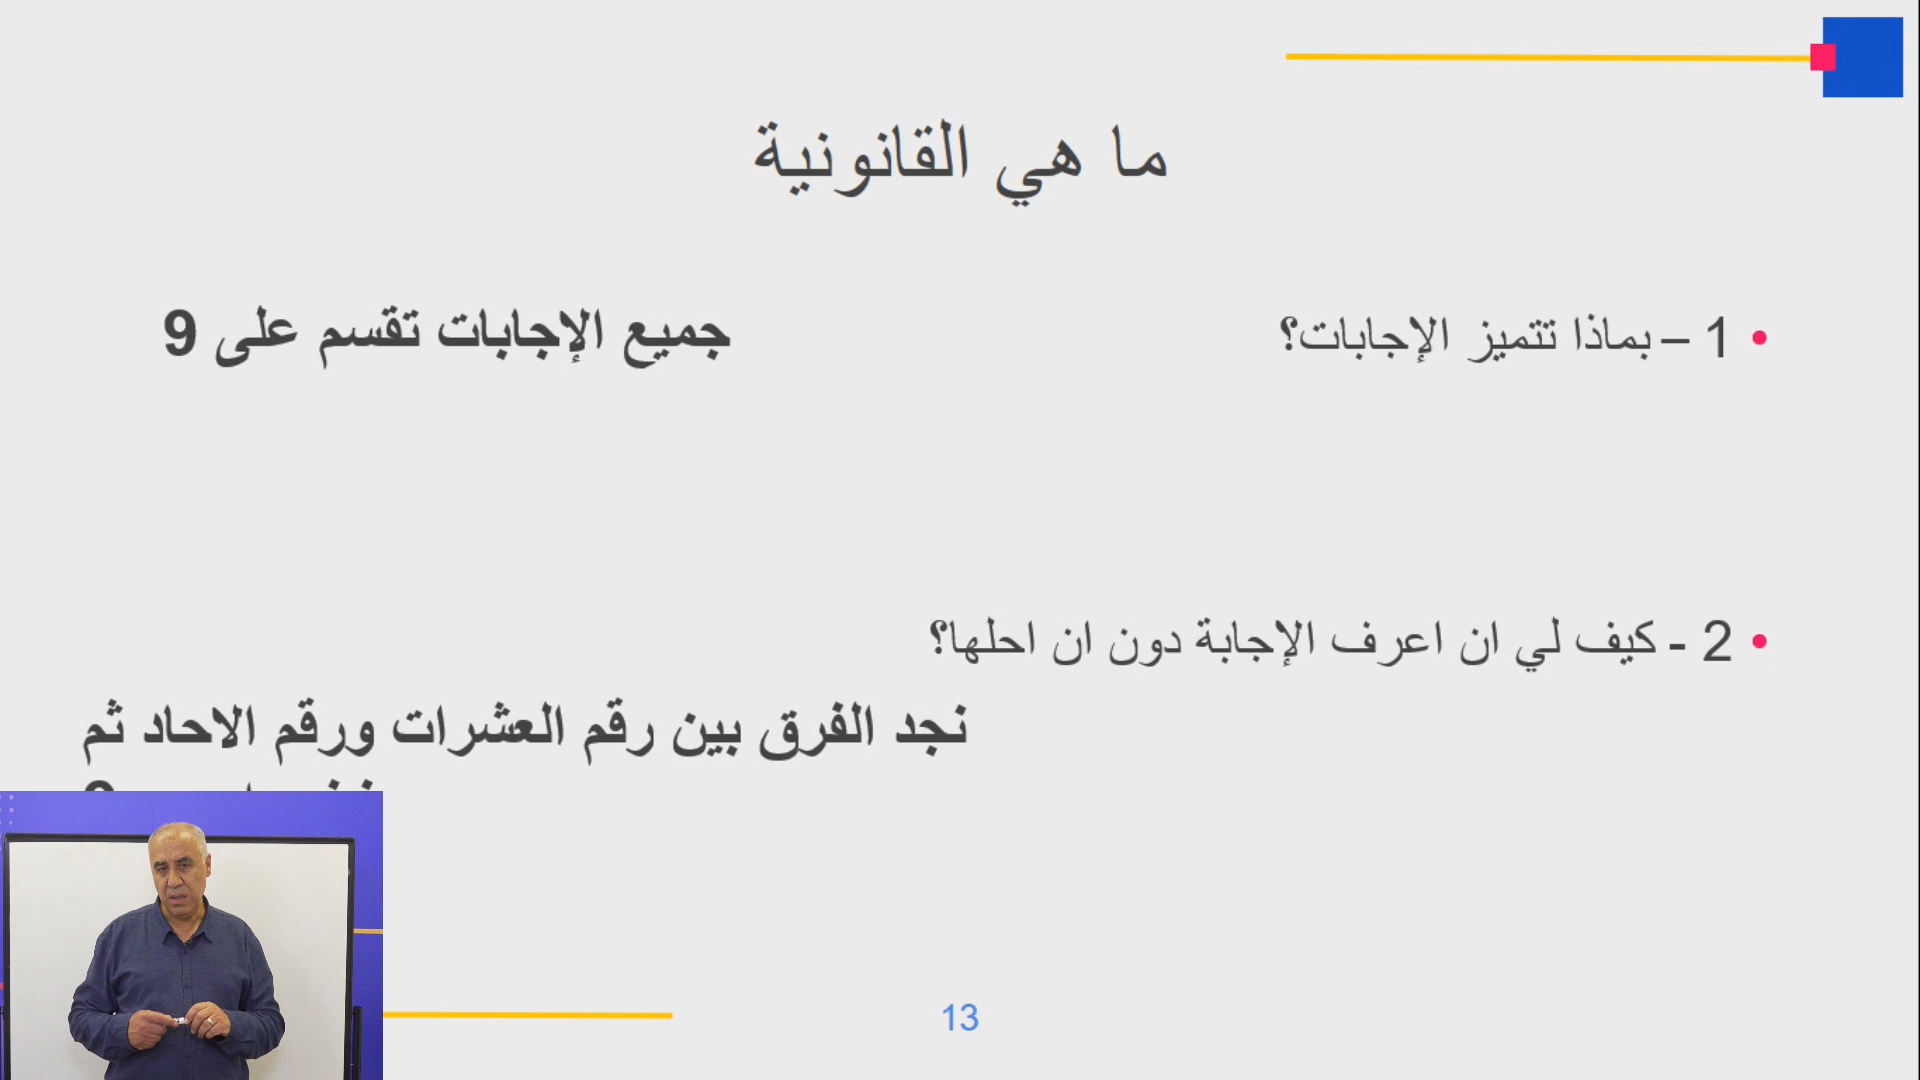 ما هي القانونية
• 1 – بماذا تتميز الإجابات؟
جميع الإجابات تقسم على 9
• 2 - كيف لي ان اعرف الإجابة دون ان احلها؟
نجد الفرق بين رقم العشرات ورقم الاحاد ثم
13